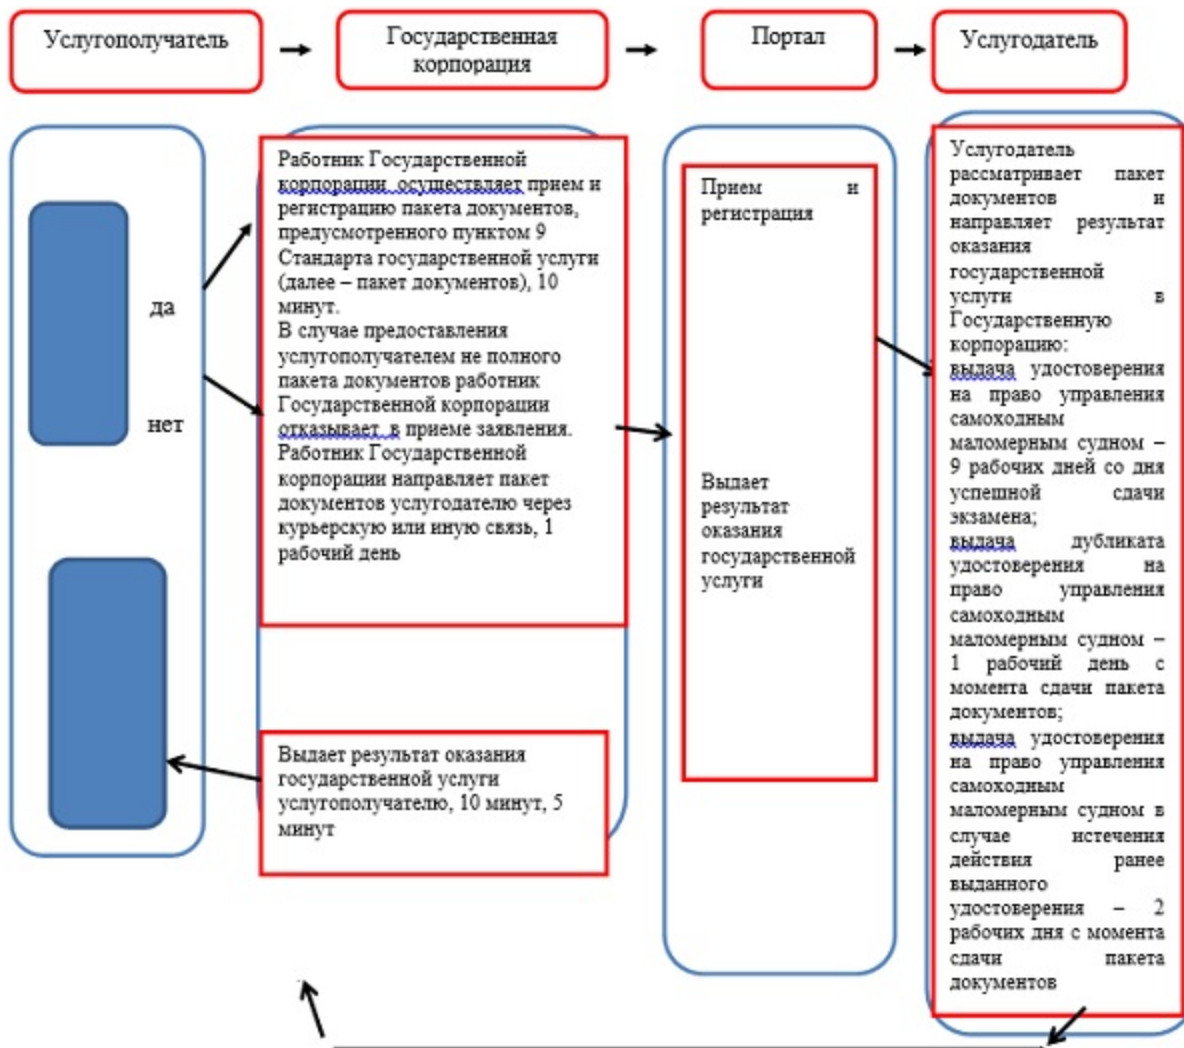 Услугополучатель
Государственная
корпорация
Портал
Услугодатель
да
нет
Работник Государственной
корпорации осуществляет прием и
регистрацию пакета документов,
предусмотренного пунктом 9
Стандарта государственной услуги
(далее – пакет документов), 10
минут.
В случае предоставления
услугополучателем не полного
пакета документов работник
Государственной корпорации
отказывает в приеме заявления.
Работник Государственной
корпорации направляет пакет
документов услугодателю через
курьерскую или иную связь, 1
рабочий день
Выдает результат оказания
государственной услуги
услугополучателю, 10 минут, 5
минут
Прием и
регистрация
Выдает
результат
оказания
государственной
услуги
Услугодатель
рассматривает пакет
документов и
направляет результат
оказания
государственной
услуги в
Государственную
корпорацию:
выдача удостоверения
на право управления
самоходным
маломерным судном –
9 рабочих дней со дня
успешной сдачи
экзамена;
выдача дубликата
удостоверения на
право управления
самоходным
маломерным судном –
1 рабочий день с
момента сдачи пакета
документов;
выдача удостоверения
на право управления
самоходным
маломерным судном в
случае истечения
действия ранее
выданного
удостоверения – 2
рабочих дня с момента
сдачи пакета
документов